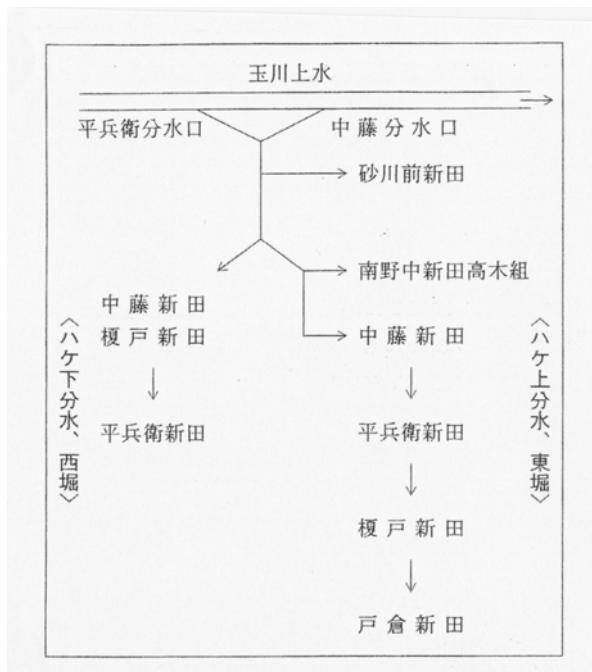 玉川上水
平兵衛分水口
中藤分水口
砂川前新田
南野中新田高木組
中藤新田
榎戸新田
平兵衛新田
中藤新田
平兵衛新田
榎戸新田
戸倉新田
〈ハケ下分水、西堀〉
〈ハケ上分水、東堀〉